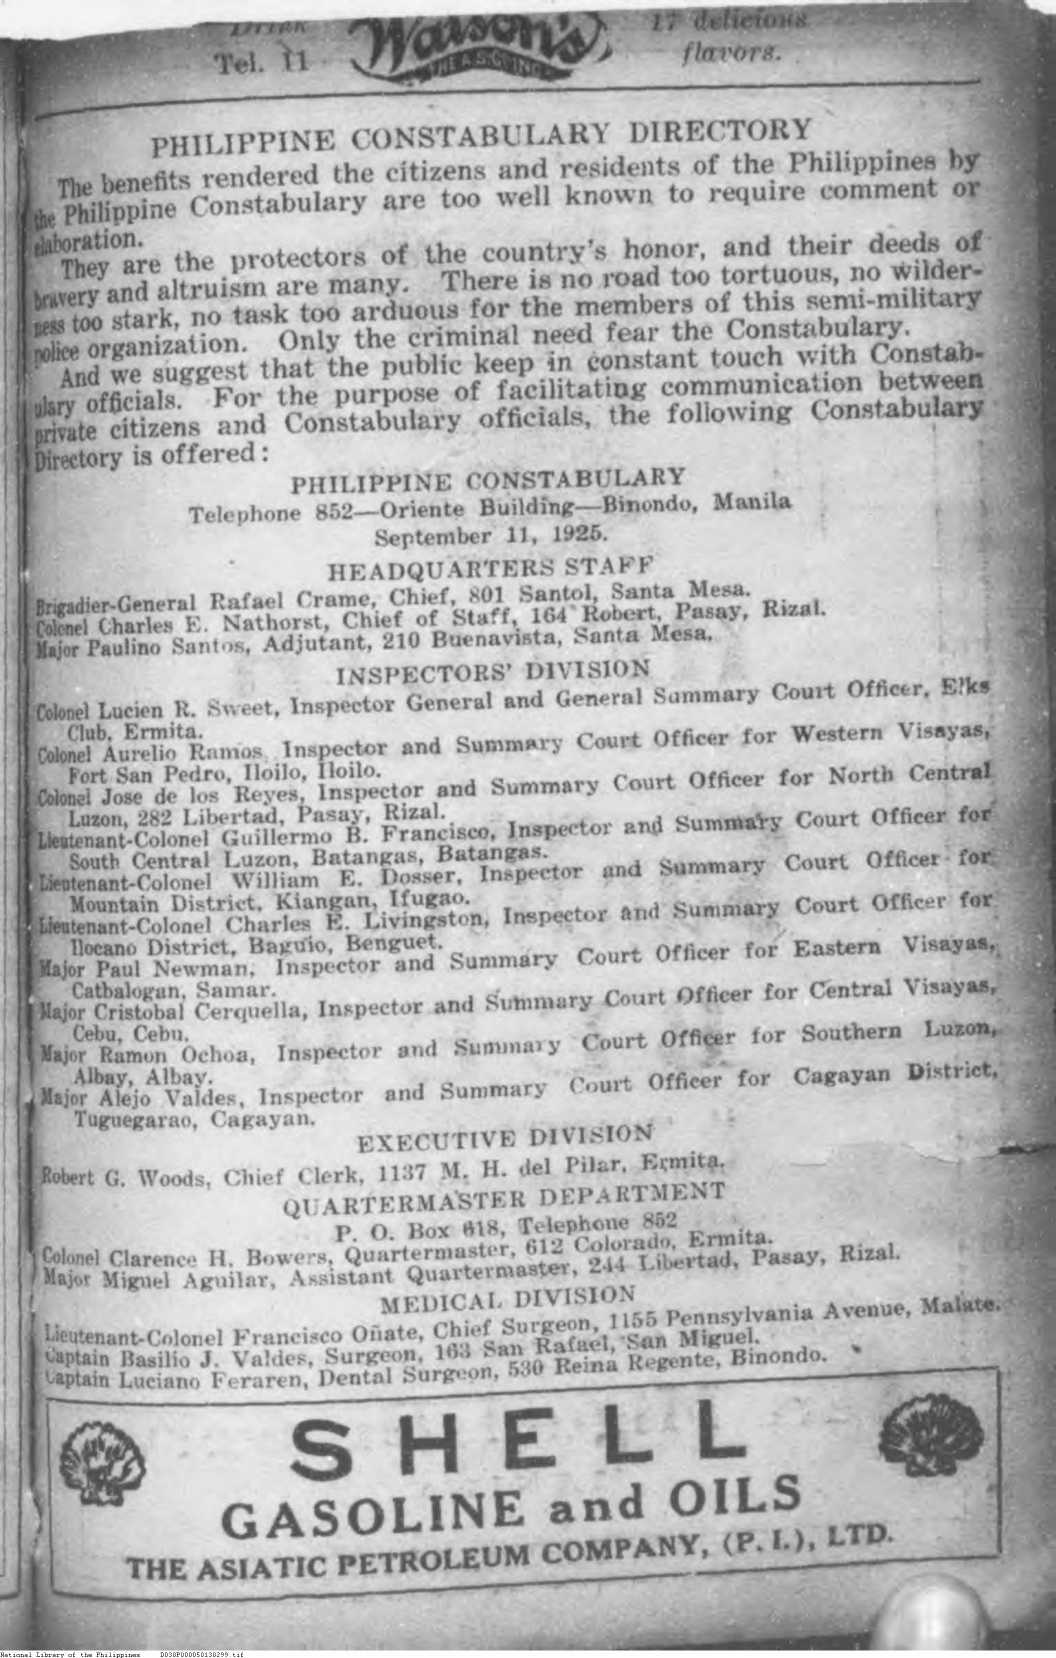 Drink
Tel. 11
Watson's
THE A.S.G. INC.
17 delicious
flavors.
PHILIPPINE CONSTABULARY DIRECTORY
The benefits rendered the citizens and residents of the Philippines by
the Philippine Constabulary are too well known to require comment or
elaboration.
They are the protectors of the country's honor, and their deeds of
bravery and altruism are many. There is no road too tortuous, no wilder-
ness too stark, no task too arduous for the members of this semi-military
police organization. Only the criminal need fear the Constabulary.
And we suggest that the public keep in constant touch with Constab-
ulary officials. For the purpose of facilitating communication between
private citizens and Constabulary officials, the following Constabulary
Directory is offered:
PHILIPPINE CONSTABULARY
Telephone 852—Oriente Building—Binondo, Manila
September 11, 1925.
HEADQUARTERS STAFF
Brigadier-General Rafael Crame, Chief, 801 Santol, Santa Mesa.
Colonel Charles E. Nathorst, Chief of Staff, 164 Robert, Pasay, Rizal.
Major Paulino Santos, Adjutant, 210 Buenavista, Santa Mesa.
INSPECTORS' DIVISION
Colonel Lucien R. Sweet, Inspector General and General Summary Court Officer, Elks
Club, Ermita.
Colonel Aurelio Ramos, Inspector and Summary Court Officer for Western Visayas,
Fort San Pedro, Iloilo, Iloilo.
Colonel Jose de los Reyes, Inspector and Summary Court Officer for North Central
Luzon, 282 Libertad, Pasay, Rizal.
Lieutenant-Colonel Guillermo B. Francisco, Inspector and Summary Court Officer for
South Central Luzon, Batangas, Batangas.
Lieutenant-Colonel William E. Dosser, Inspector and Summary Court Officer for
Mountain District, Kiangan, Ifugao.
Lieutenant-Colonel Charles E. Livingston, Inspector and Summary Court Officer for
Ilocano District, Baguio, Benguet.
Major Paul Newman, Inspector and Summary Court Officer for Eastern Visayas,
Catbalogan, Samar.
Major Cristobal Cerquella, Inspector and Summary Court Officer for Central Visayas,
Cebu, Cebu.
Major Ramon Ochoa, Inspector and Summary Court Officer for Southern Luzon,
Albay, Albay.
Major Alejo Valdes, Inspector and Summary Court Officer for Cagayan District,
Tuguegarao, Cagayan.
EXECUTIVE DIVISION
Robert G. Woods, Chief Clerk, 1137 M. H. del Pilar, Ermita.
QUARTERMASTER DEPARTMENT
P. O. Box 618, Telephone 852
Colonel Clarence H. Bowers, Quartermaster, 612 Colorado, Ermita.
Major Miguel Aguilar, Assistant Quartermaster, 244 Libertad, Pasay, Rizal.
MEDICAL DIVISION
Lieutenant-Colonel Francisco Oñate, Chief Surgeon, 1155 Pennsylvania Avenue, Malate.
Captain Basilio J. Valdes, Surgeon, 163 San Rafael, San Miguel.
Captain Luciano Feraren, Dental Surgeon, 530 Reina Regente, Binondo.
SHELL
GASOLINE and OILS
THE ASIATIC PETROLEUM COMPANY, (P. I.), LTD.
National Library of the Philippines D030P000050130299.tif